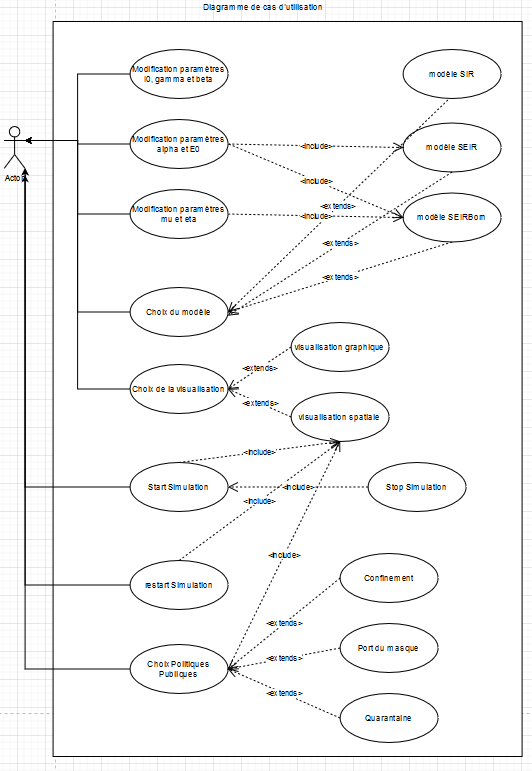 Diagramme de cas d'utilisation
Modification paramètres
I0, gamma et beta
modèle SIR
Actor
Modification paramètres
alpha et E0
<include>
modèle SEIR
<include>
Modification paramètres
mu et eta
<extends>
<include>
modèle SEIRBom
<extends>
<extends>
Choix du modèle
visualisation graphique
<extends>
Choix de la visualisation
<extends>
visualisation spatiale
<include>
Start Simulation
<include>
Stop Simulation
<include>
<include>
restart Simulation
Confinement
<extends>
Choix Politiques
Publiques
<extends>
Port du masque
<extends>
Quarantaine